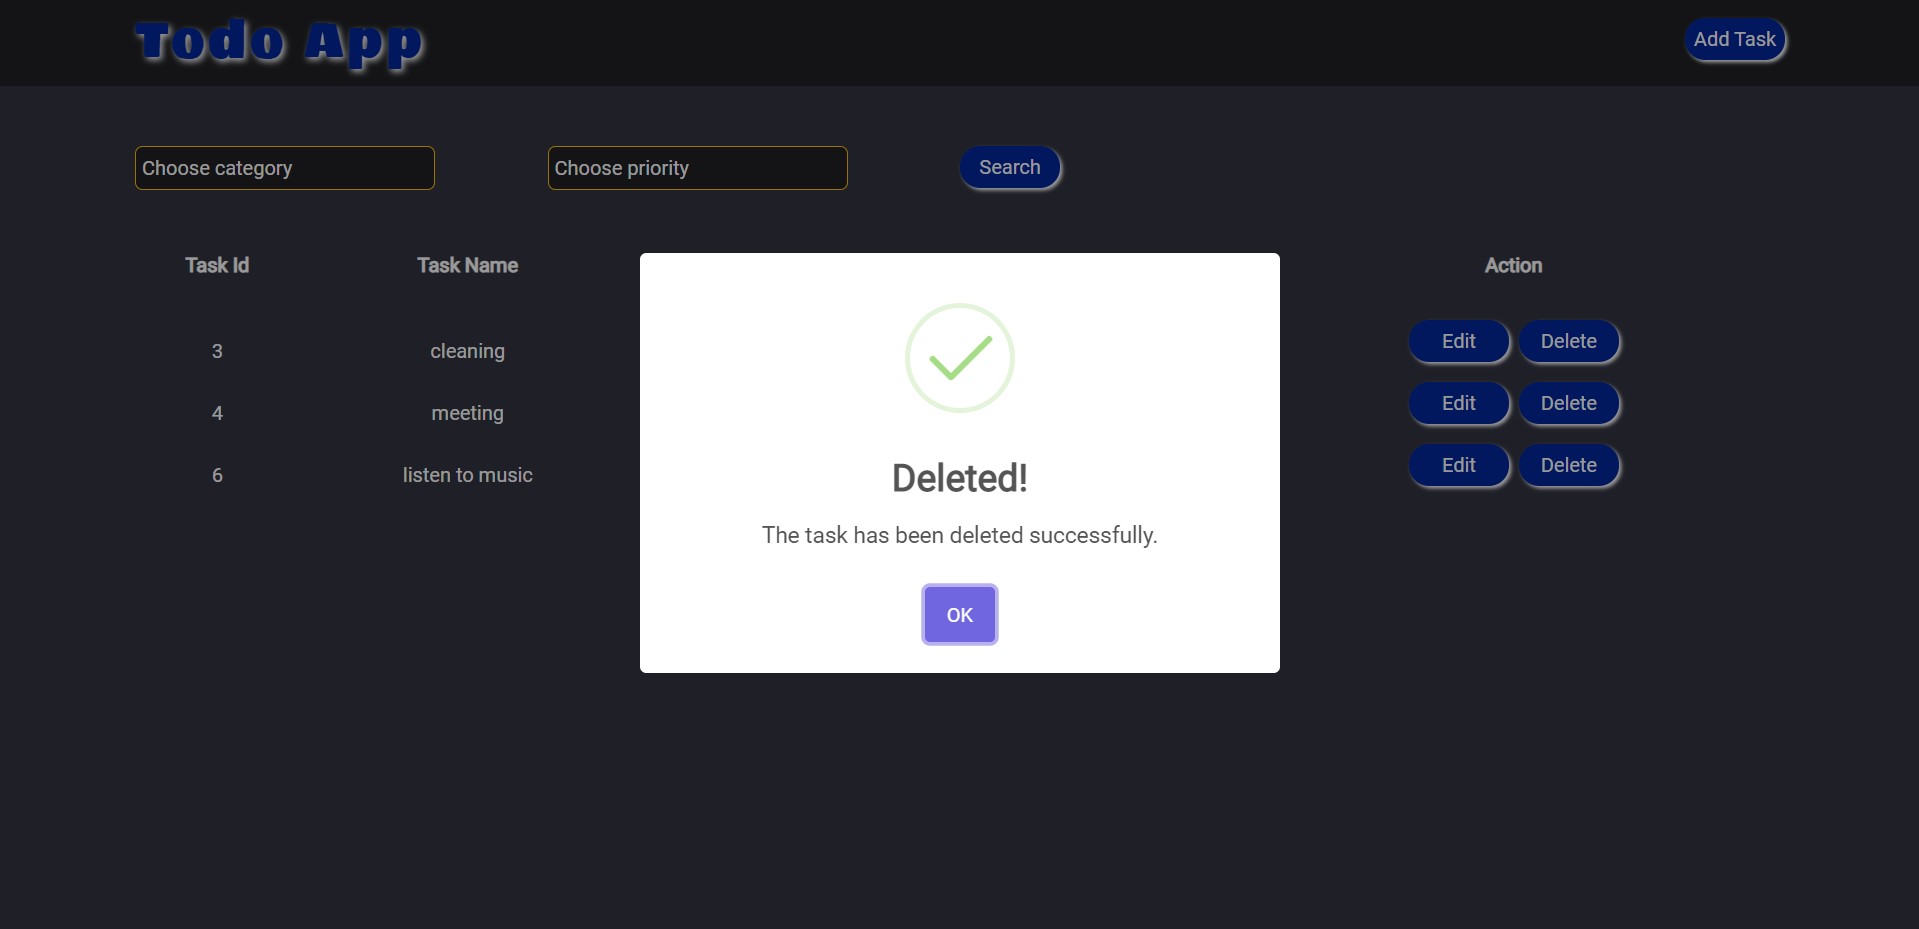 Todo App
Add Task
Choose category
Choose priority
Search
Task Id Task Name Action
3 cleaning Edit Delete
4 meeting Edit Delete
6 listen to music Edit Delete
Deleted!
The task has been deleted successfully.
OK